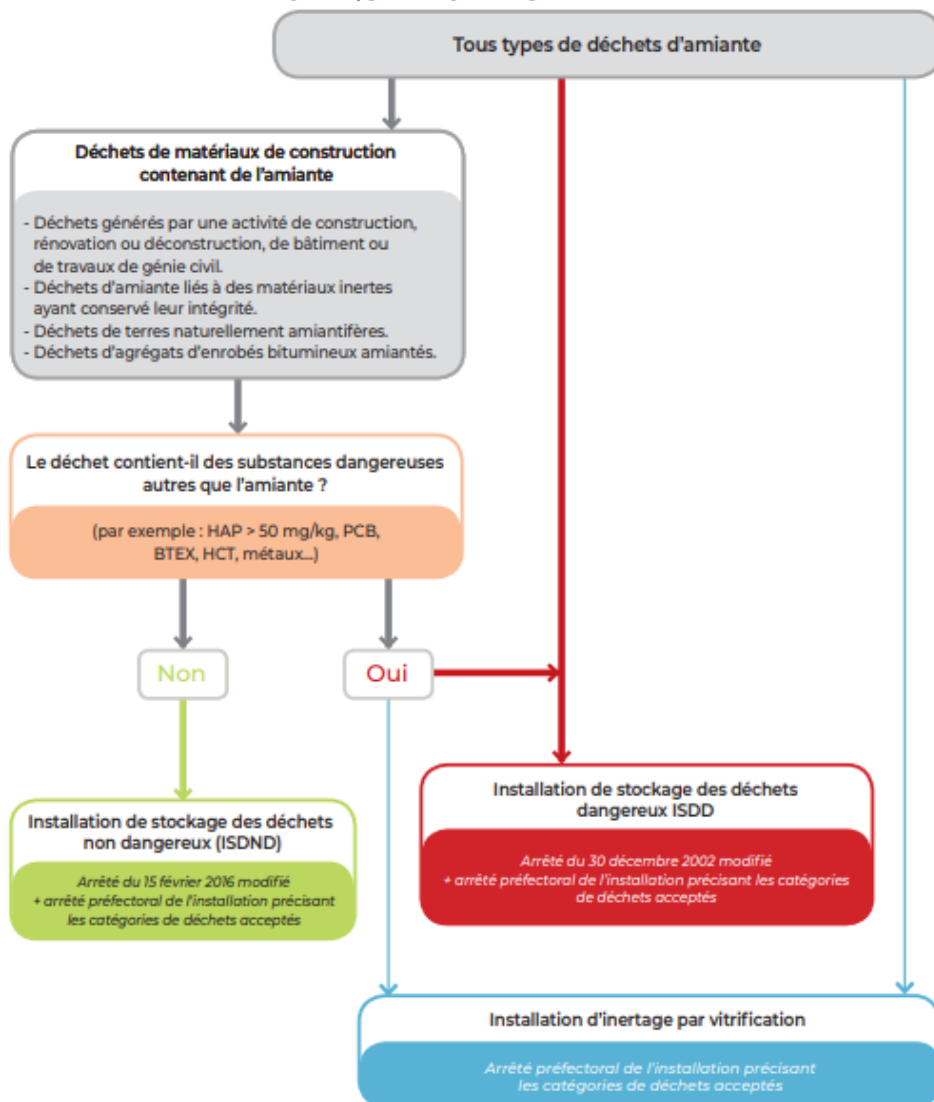 Tous types de déchets d'amiante
Déchets de matériaux de construction
contenant de l'amiante
- Déchets générés par une activité de construction,
rénovation ou déconstruction, de bâtiment ou
de travaux de génie civil.
- Déchets d'amiante liés à des matériaux inertes
ayant conservé leur intégrité.
- Déchets de terres naturellement amiantifères.
- Déchets d'agrégats d'enrobés bitumineux amiantés.
Le déchet contient-il des substances dangereuses
autres que l'amiante ?
(par exemple : HAP > 50 mg/kg, PCB,
BTEX, HCT, métaux...)
Non
Oui
Installation de stockage des déchets
non dangereux (ISDND)
Arrêté du 15 février 2016 modifié
+ arrêté préfectoral de l'installation précisant
les catégories de déchets acceptés
Installation de stockage des déchets
dangereux ISDD
Arrêté du 30 décembre 2002 modifié
+ arrêté préfectoral de l'installation précisant les catégories
de déchets acceptés
Installation d'inertage par vitrification
Arrêté préfectoral de l'installation précisant
les catégories de déchets acceptés